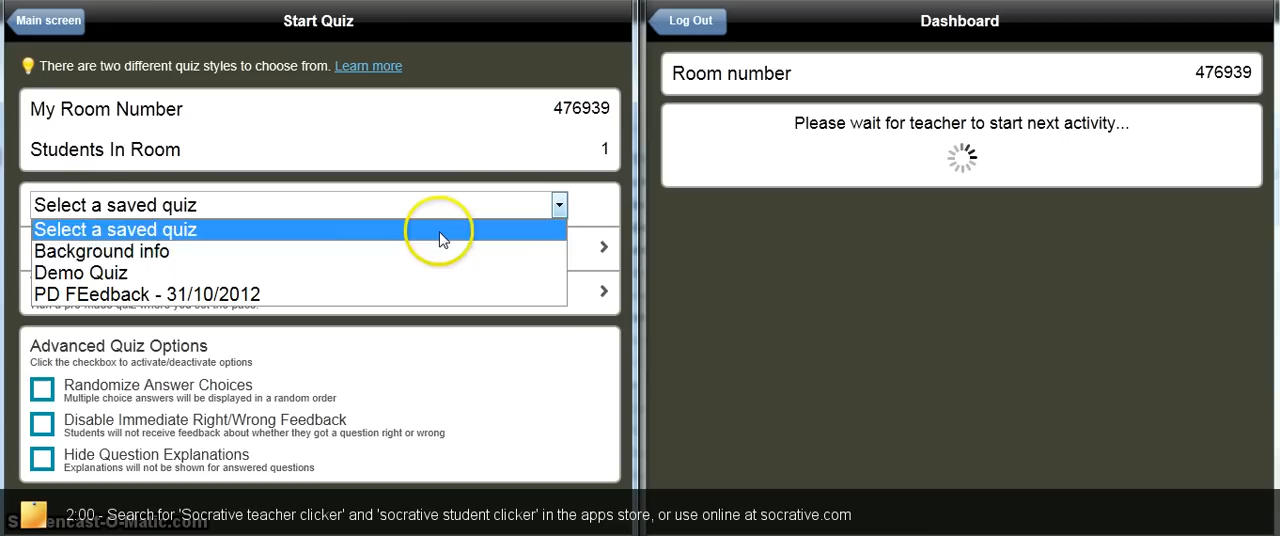 Main screen
Start Quiz
There are two different quiz styles to choose from. Learn more
My Room Number 476939
Students In Room 1
Select a saved quiz
Select a saved quiz
Background info
Demo Quiz
PD FEedback - 31/10/2012
Advanced Quiz Options
Click the checkbox to activate/deactivate options
Randomize Answer Choices
Multiple choice answers will be displayed in a random order
Disable Immediate Right/Wrong Feedback
Students will not receive feedback about whether they got a question right or wrong
Hide Question Explanations
Explanations will not be shown for answered questions
Log Out
Dashboard
Room number 476939
Please wait for teacher to start next activity...
2:00 - Search for 'Socrative teacher clicker' and 'socrative student clicker' in the apps store, or use online at socrative.com